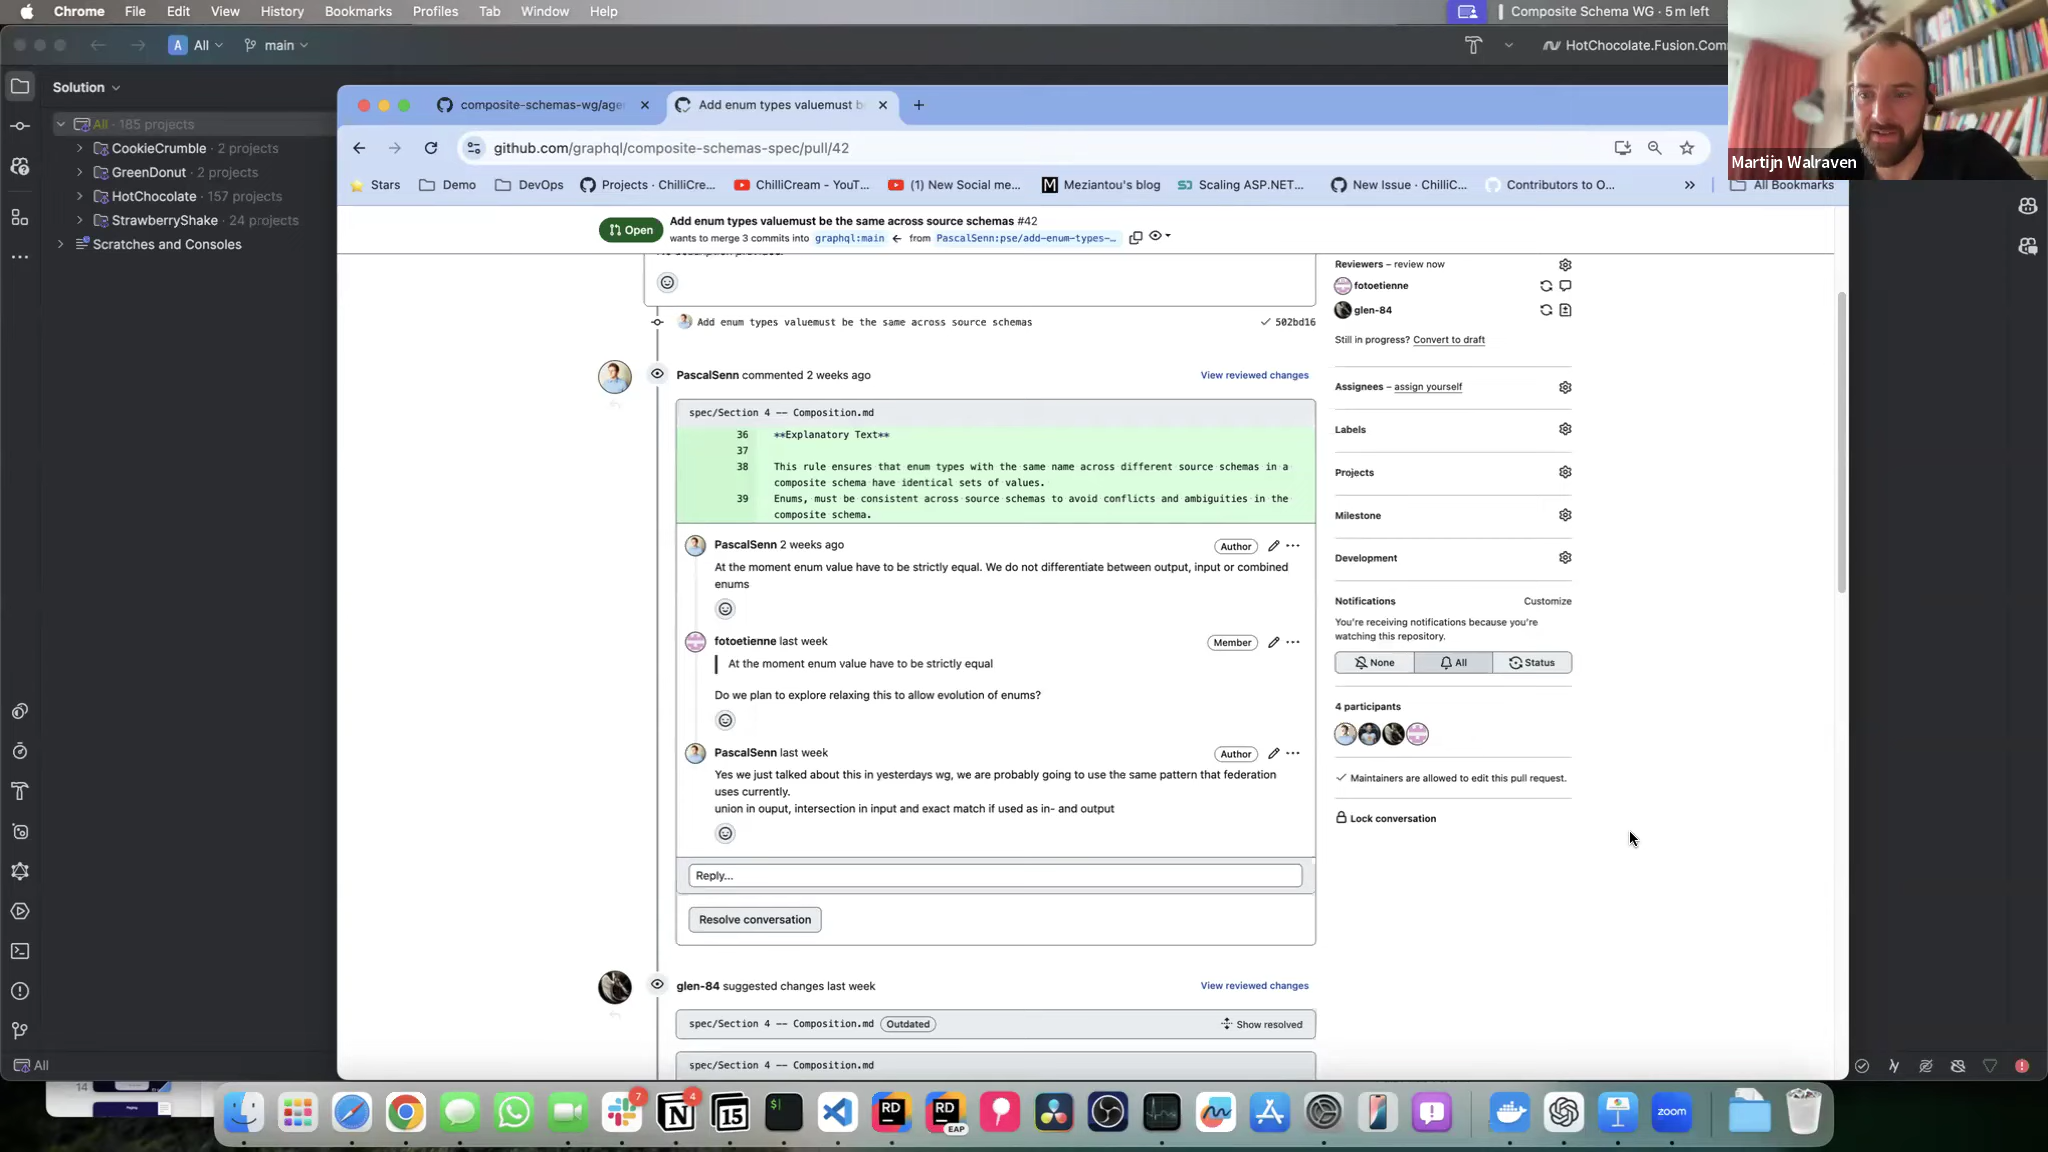 Chrome File Edit View History Bookmarks Profiles Tab Window Help
Composite Schema WG · 5 m left
A All main
HotChocolate.Fusion.Com
Martijn Walraven
Solution
All · 185 projects
CookieCrumble · 2 projects
GreenDonut · 2 projects
HotChocolate · 157 projects
StrawberryShake · 24 projects
Scratches and Consoles
All
composite-schemas-wg/age
Add enum types valuemust b
github.com/graphql/composite-schemas-spec/pull/42
Stars Demo DevOps Projects · ChilliCre... ChilliCream - YouT... (1) New Social me... Meziantou's blog Scaling ASP.NET... New Issue · ChilliC... Contributors to O... » All Bookmarks
Open
Add enum types valuemust be the same across source schemas #42
wants to merge 3 commits into graphql:main ← from PascalSenn:pse/add-enum-types-...
Add enum types valuemust be the same across source schemas
502bd16
PascalSenn commented 2 weeks ago
View reviewed changes
spec/Section 4 -- Composition.md
36 **Explanatory Text**
37
38 This rule ensures that enum types with the same name across different source schemas in a
composite schema have identical sets of values.
39 Enums, must be consistent across source schemas to avoid conflicts and ambiguities in the
composite schema.
PascalSenn 2 weeks ago
Author
At the moment enum value have to be strictly equal. We do not differentiate between output, input or combined
enums
fotoetienne last week
Member
At the moment enum value have to be strictly equal
Do we plan to explore relaxing this to allow evolution of enums?
PascalSenn last week
Author
Yes we just talked about this in yesterdays wg, we are probably going to use the same pattern that federation
uses currently.
union in ouput, intersection in input and exact match if used as in- and output
Reply...
Resolve conversation
glen-84 suggested changes last week
View reviewed changes
spec/Section 4 -- Composition.md Outdated
Show resolved
spec/Section 4 -- Composition.md
Reviewers – review now
fotoetienne
glen-84
Still in progress? Convert to draft
Assignees – assign yourself
Labels
Projects
Milestone
Development
Notifications
Customize
You're receiving notifications because you're
watching this repository.
None All Status
4 participants
Maintainers are allowed to edit this pull request.
Lock conversation
14
7
4
15
$
RD
RD
EAP
zoom